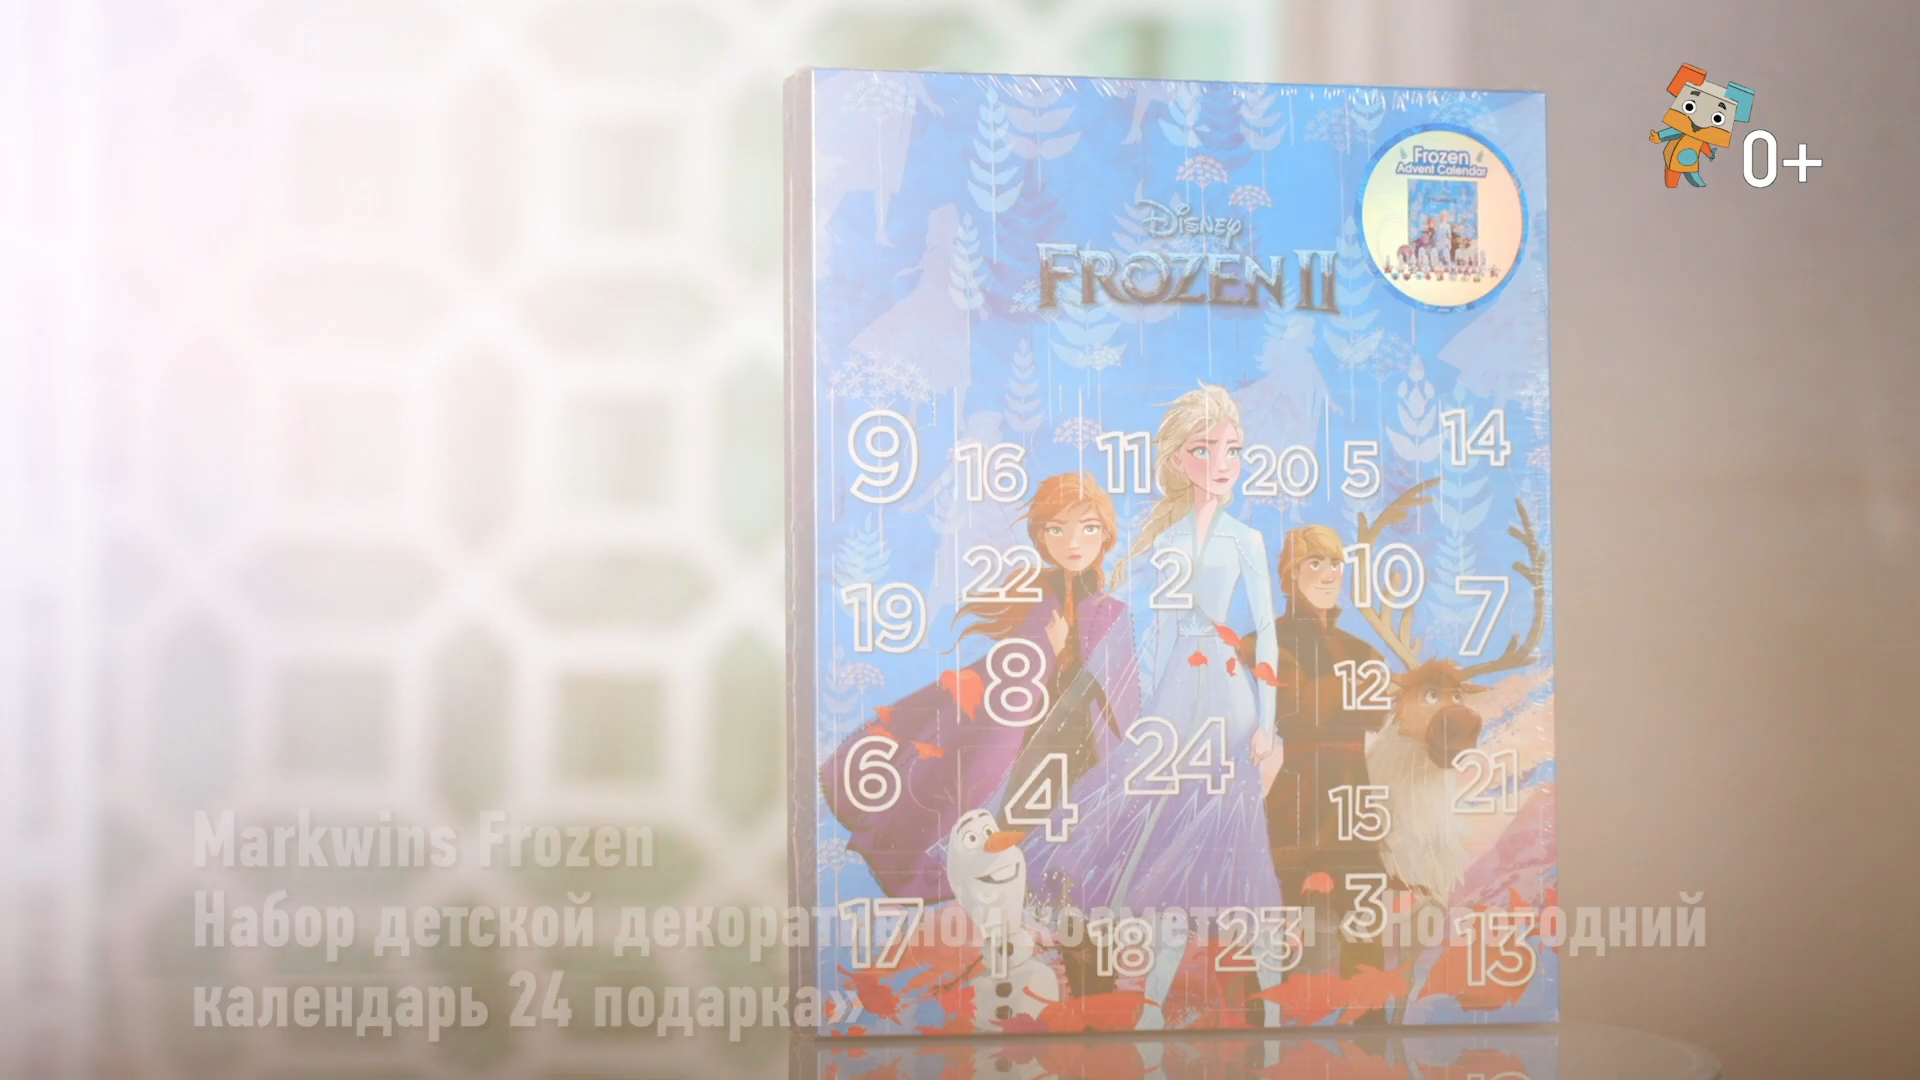 0+
Frozen
Advent Calendar
Disney
FROZEN II
9 16 11 20 5 14
22 2 10
19 7
8 12
6 4 24 15 21
3
17 1 18 23 13
Markwins Frozen
Набор детской декоративной косметики «Новогодний
календарь 24 подарка»